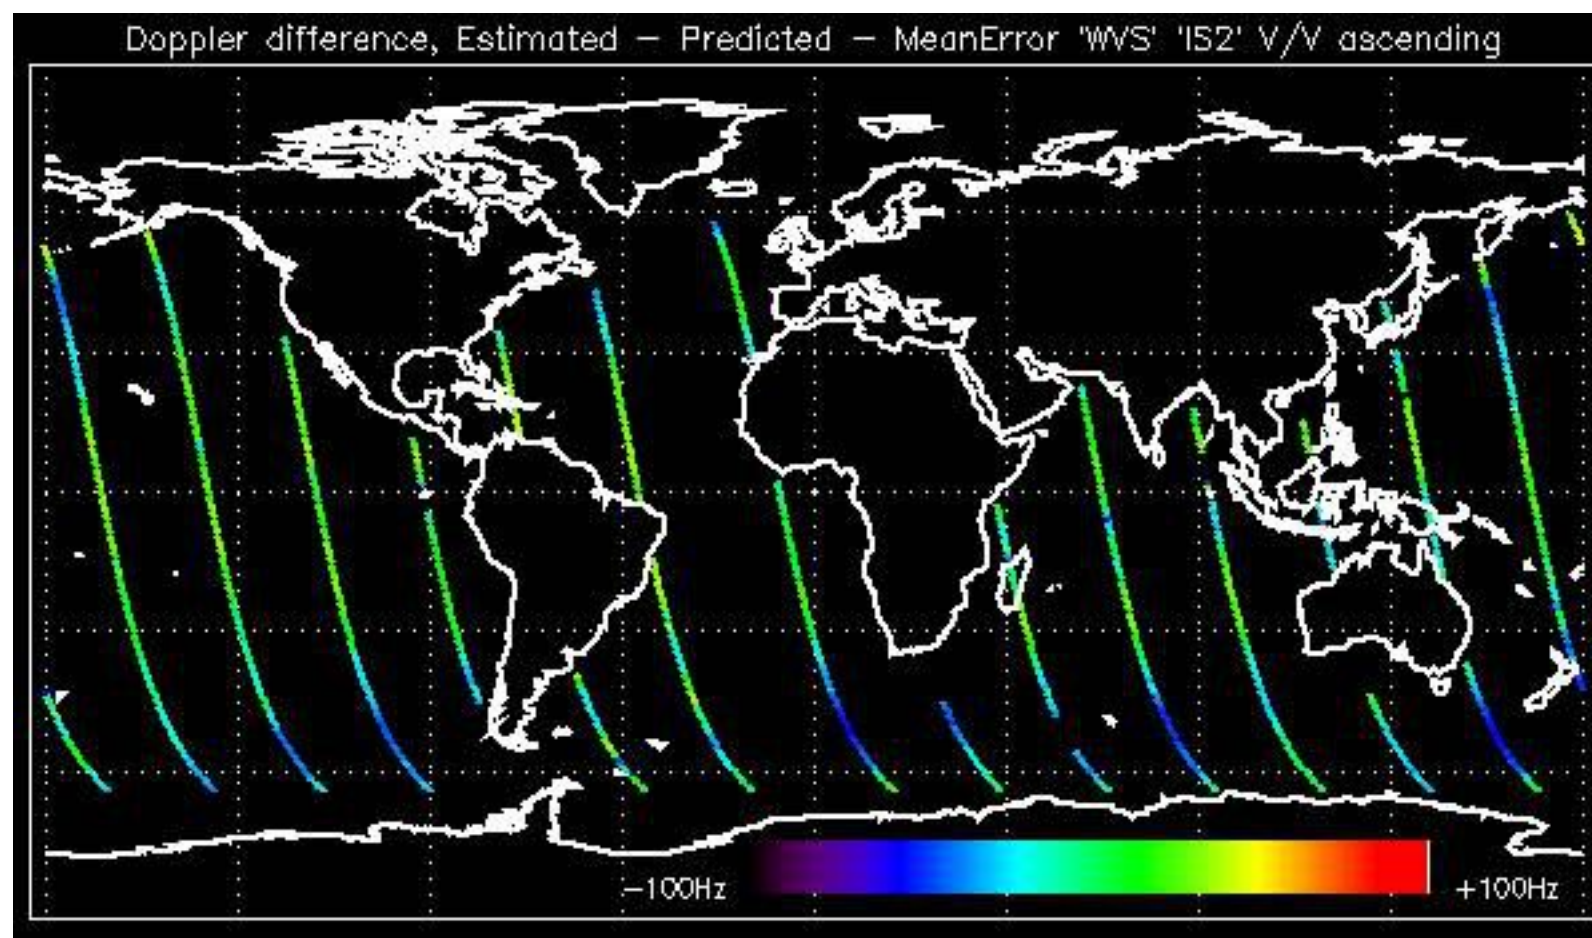 Doppler difference, Estimated – Predicted – MeanError 'WVS' 'IS2' V/V ascending
−100Hz +100Hz